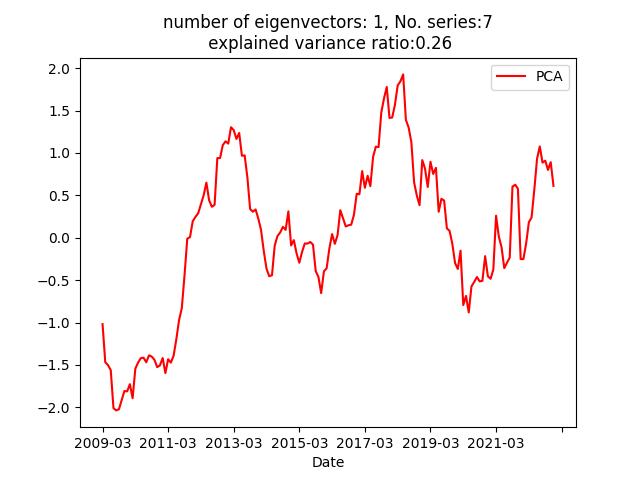 number of eigenvectors: 1, No. series:7
explained variance ratio:0.26
PCA
2.0
1.5
1.0
0.5
0.0
−0.5
−1.0
−1.5
−2.0
2009-03 2011-03 2013-03 2015-03 2017-03 2019-03 2021-03
Date